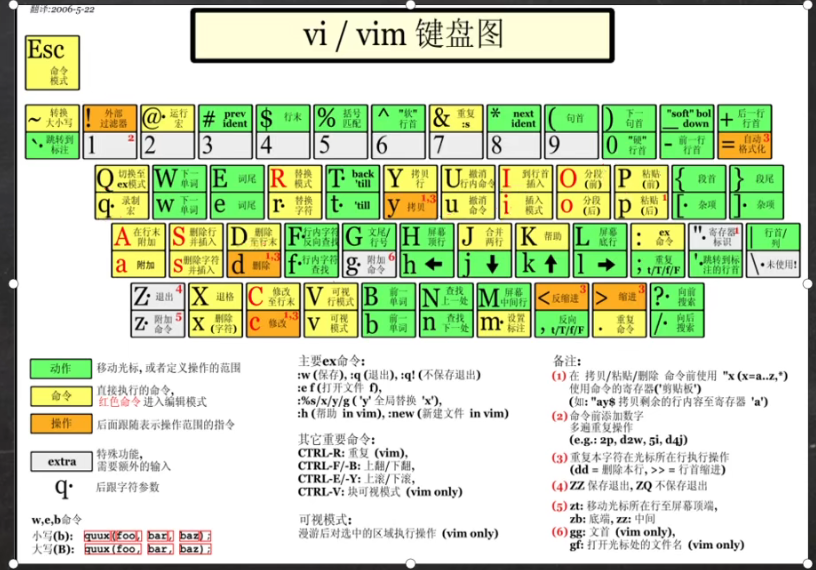 翻译:2006-5-22
vi / vim 键盘图
Esc 命令模式
~ 转换大小写
! 外部过滤器
@· 运行宏
# prev ident
$ 行末
% 括号匹配
^ "软"行首
& 重复 :s
* next ident
( 句首
) 下一句首
"soft" bol _ down
+ 后一行行首
`· 跳转到标注
1 2
2
3
4
5
6
7
8
9
0 "硬"行首
- 前一行行首
= 自动格式化 3
Q 切换至ex模式
W 下一单词
E 词尾
R 替换模式
T· back 'till
Y 拷贝行
U 撤消行内命令
I 到行首插入
O 分段(前)
P 粘贴(前)
{ 段首
} 段尾
q· 录制宏
w 下一单词
e 词尾
r· 替换字符
t· 'till
y 拷贝 1,3
u 撤消命令
i 插入模式
o 分段(后)
p 粘贴(后) 1
[· 杂项
]· 杂项
A 在行末附加
S 删除行并插入
D 删除至行末
F· 行内字符反向查找
G 文尾/行号
H 屏幕顶行
J 合并两行
K 帮助
L 屏幕底行
: ex命令
"· 寄存器标识 1
| 行首/列
a 附加
s 删除字符并插入
d 删除 1,3
f· 行内字符查找
g· 附加命令 6
h ←
j ↓
k ↑
l →
; 重复 t/T/f/F
'· 跳转到标注的行首
\· 未使用!
Z· 退出 4
X 退格
C 修改至行末
V 可视行模式
B 前一单词
N 查找上一处
M 屏幕中间行
< 反缩进 3
> 缩进 3
?· 向前搜索
z· 附加命令 5
x 删除(字符)
c 修改 1,3
v 可视模式
b 前一单词
n 查找下一处
m· 设置标注
, 反向 t/T/f/F
. 重复命令
/· 向后搜索
动作 移动光标, 或者定义操作的范围
命令 直接执行的命令,
红色命令 进入编辑模式
操作 后面跟随表示操作范围的指令
extra 特殊功能,
需要额外的输入
q· 后跟字符参数
w,e,b命令
小写(b): quux(foo, bar, baz);
大写(B): quux(foo, bar, baz);
主要ex命令:
:w (保存), :q (退出), :q! (不保存退出)
:e f (打开文件 f),
:%s/x/y/g ( 'y' 全局替换 'x'),
:h (帮助 in vim), :new (新建文件 in vim)
其它重要命令:
CTRL-R: 重复 (vim),
CTRL-F/-B: 上翻/下翻,
CTRL-E/-Y: 上滚/下滚,
CTRL-V: 块可视模式 (vim only)
可视模式:
漫游后对选中的区域执行操作 (vim only)
备注:
(1) 在 拷贝/粘贴/删除 命令前使用 "x (x=a..z,*)
使用命令的寄存器('剪贴板')
(如: "ay$ 拷贝剩余的行内容至寄存器 'a')
(2) 命令前添加数字
多遍重复操作
(e.g.: 2p, d2w, 5i, d4j)
(3) 重复本字符在光标所在行执行操作
(dd = 删除本行, >> = 行首缩进)
(4) ZZ 保存退出, ZQ 不保存退出
(5) zt: 移动光标所在行至屏幕顶端,
zb: 底端, zz: 中间
(6) gg: 文首 (vim only),
gf: 打开光标处的文件名 (vim only)